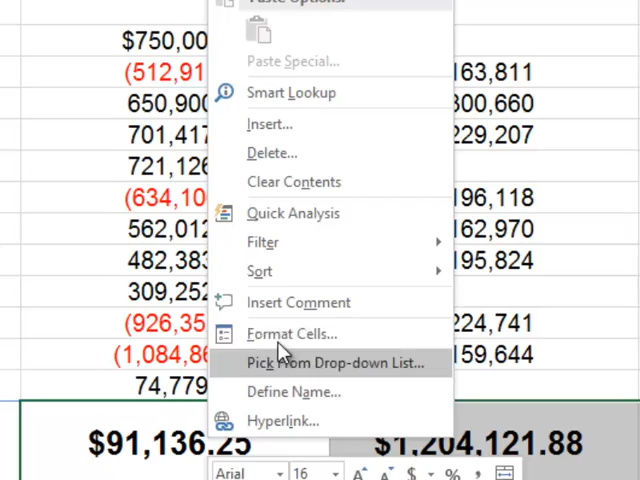 Paste Options:
$750,00
Paste Special...
(512,91 163,811
Smart Lookup
650,900 300,660
Insert...
701,417 229,207
Delete...
721,126
Clear Contents
(634,10 196,118
Quick Analysis
562,012 162,970
Filter
482,383 195,824
Sort
309,252
Insert Comment
(926,35 224,741
Format Cells...
(1,084,8 159,644
Pick From Drop-down List...
74,779
Define Name...
Hyperlink...
$91,136.25 $1,204,121.88
Arial 16 A A $ % ,